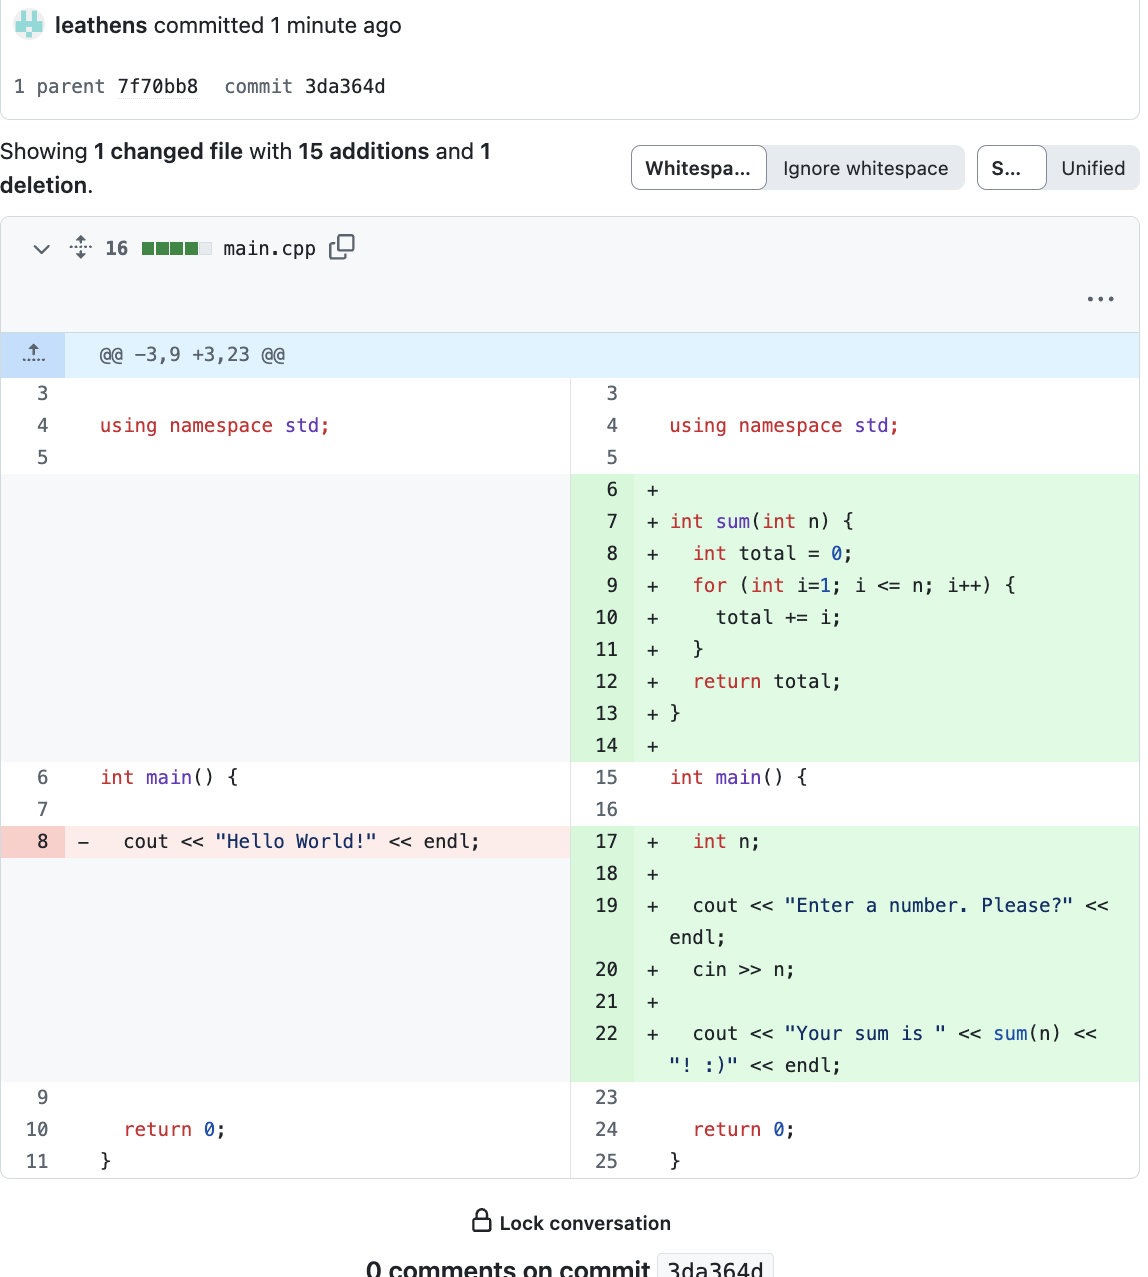 leathens committed 1 minute ago
1 parent 7f70bb8 commit 3da364d
Showing 1 changed file with 15 additions and 1
deletion.
Whitespa... Ignore whitespace S... Unified
16 main.cpp
@@ -3,9 +3,23 @@
3 3
4 using namespace std; 4 using namespace std;
5 5
6 +
7 + int sum(int n) {
8 + int total = 0;
9 + for (int i=1; i <= n; i++) {
10 + total += i;
11 + }
12 + return total;
13 + }
14 +
6 int main() { 15 int main() {
7 16
8 - cout << "Hello World!" << endl; 17 + int n;
18 +
19 + cout << "Enter a number. Please?" <<
endl;
20 + cin >> n;
21 +
22 + cout << "Your sum is " << sum(n) <<
"! :)" << endl;
9 23
10 return 0; 24 return 0;
11 } 25 }
Lock conversation
0 comments on commit 3da364d